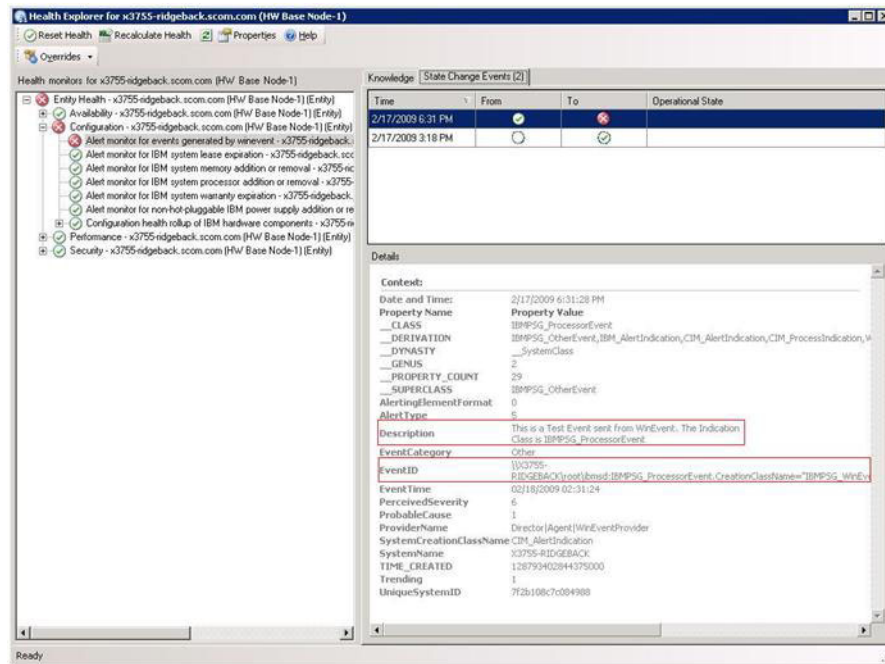 Health Explorer for x3755-ridgeback.scom.com (HW Base Node-1)
Reset Health Recalculate Health Properties Help
Overrides
Health monitors for x3755-ridgeback.scom.com (HW Base Node-1)
Entity Health - x3755-ridgeback.scom.com (HW Base Node-1) (Entity)
Availability - x3755-ridgeback.scom.com (HW Base Node-1) (Entity)
Configuration - x3755-ridgeback.scom.com (HW Base Node-1) (Entity)
Alert monitor for events generated by winevent - x3755-ridgeback.
Alert monitor for IBM system lease expiration - x3755-ridgeback.scc
Alert monitor for IBM system memory addition or removal - x3755-ric
Alert monitor for IBM system processor addition or removal - x3755-
Alert monitor for IBM system warranty expiration - x3755-ridgeback.
Alert monitor for non-hot-pluggable IBM power supply addition or re
Configuration health rollup of IBM hardware components - x3755-ri
Performance - x3755-ridgeback.scom.com (HW Base Node-1) (Entity)
Security - x3755-ridgeback.scom.com (HW Base Node-1) (Entity)
Knowledge State Change Events (2)
Time From To Operational State
2/17/2009 6:31 PM
2/17/2009 3:18 PM
Details
Context:
Date and Time: 2/17/2009 6:31:28 PM
Property Name Property Value
__CLASS IBMPSG_ProcessorEvent
__DERIVATION IBMPSG_OtherEvent,IBM_AlertIndication,CIM_AlertIndication,CIM_ProcessIndication,W
__DYNASTY __SystemClass
__GENUS 2
__PROPERTY_COUNT 29
__SUPERCLASS IBMPSG_OtherEvent
AlertingElementFormat 0
AlertType 5
Description This is a Test Event sent from WinEvent. The Indication
Class is IBMPSG_ProcessorEvent
EventCategory Other
EventID \\X3755-
RIDGEBACK\root\ibmsd:IBMPSG_ProcessorEvent.CreationClassName="IBMPSG_WinEv
EventTime 02/18/2009 02:31:24
PerceivedSeverity 6
ProbableCause 1
ProviderName Director|Agent|WinEventProvider
SystemCreationClassName CIM_AlertIndication
SystemName X3755-RIDGEBACK
TIME_CREATED 128793402844375000
Trending 1
UniqueSystemID 7f2b108c7c084988
Ready